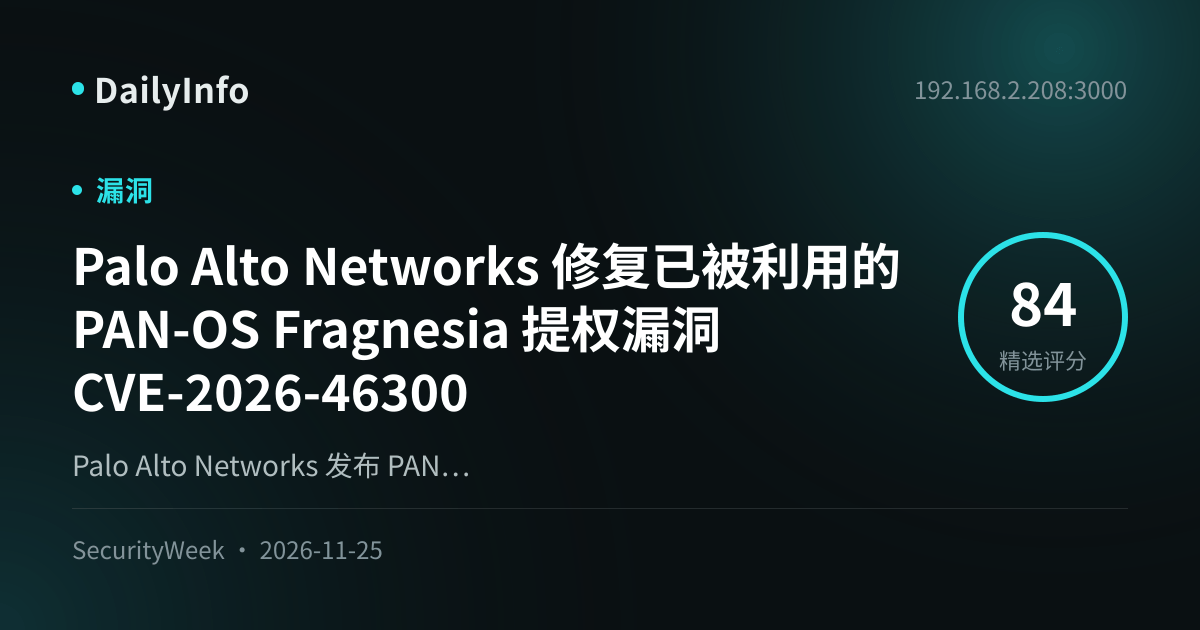 DailyInfo
192.168.2.208:3000
漏洞
Palo Alto Networks 修复已被利用的
PAN-OS Fragnesia 提权漏洞
CVE-2026-46300
84
精选评分
Palo Alto Networks 发布 PAN…
SecurityWeek · 2026-11-25